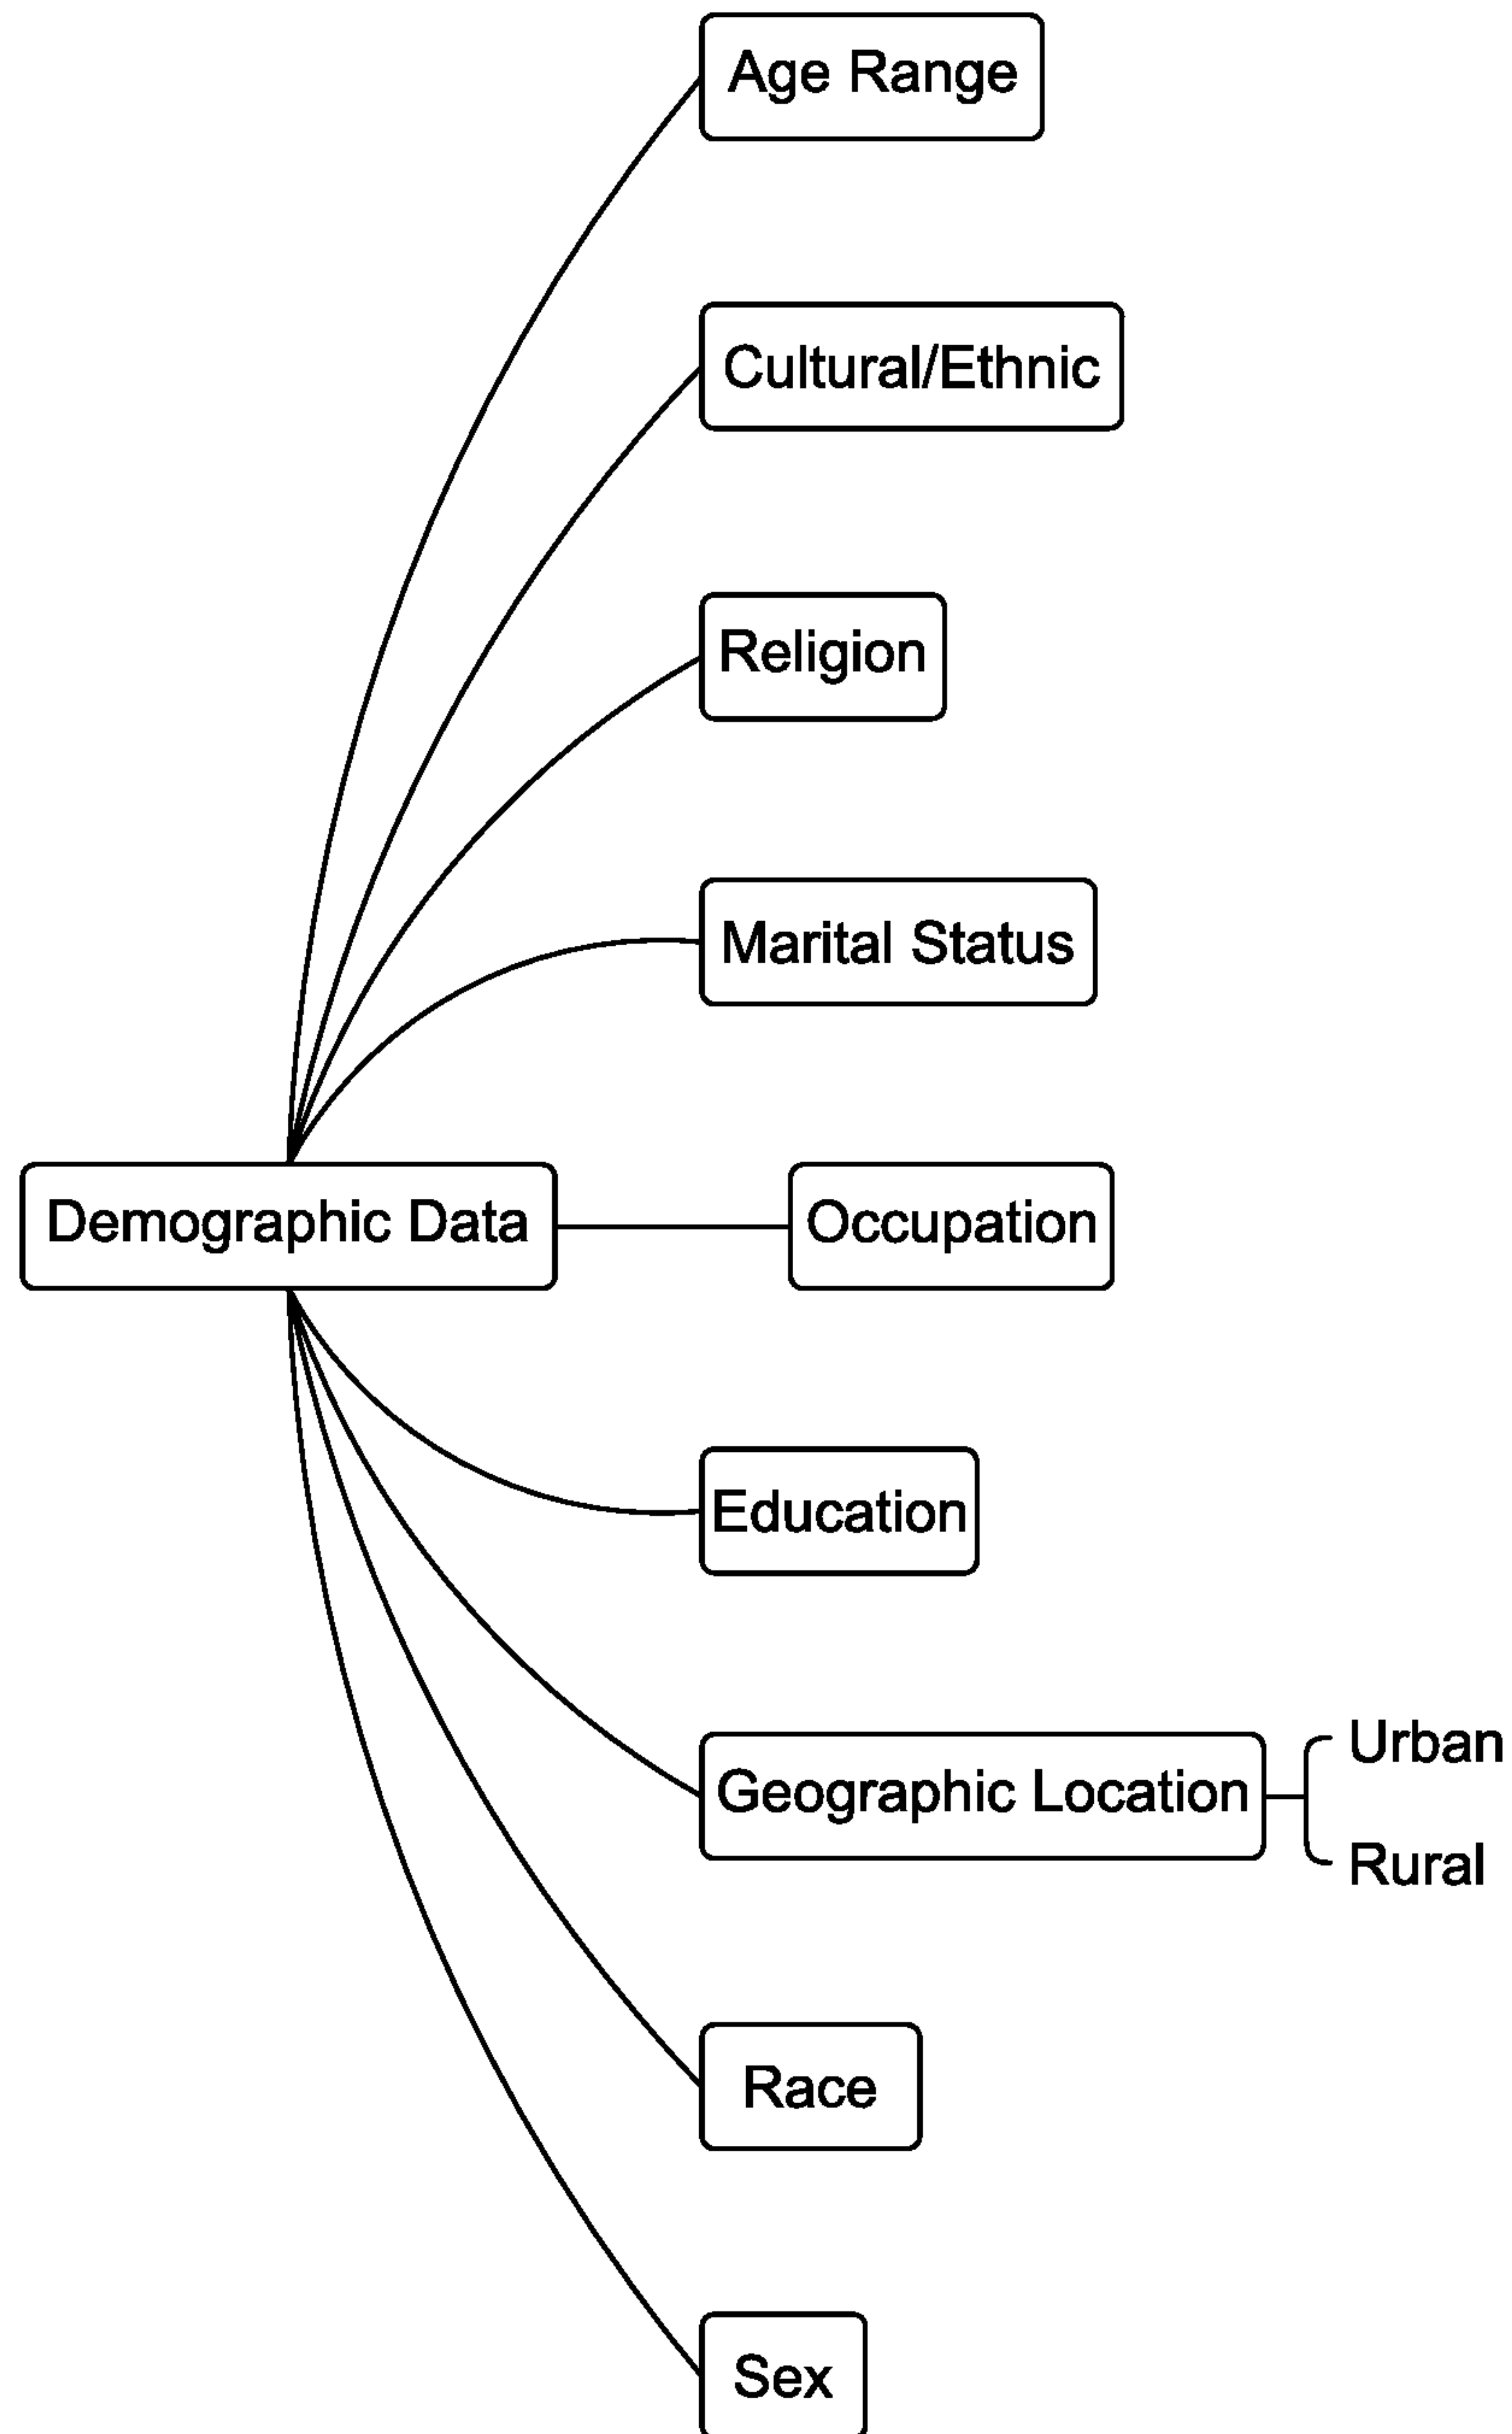 Age Range
Cultural/Ethnic
Religion
Marital Status
Demographic Data
Occupation
Education
Urban
Geographic Location
Rural
Race
Sex